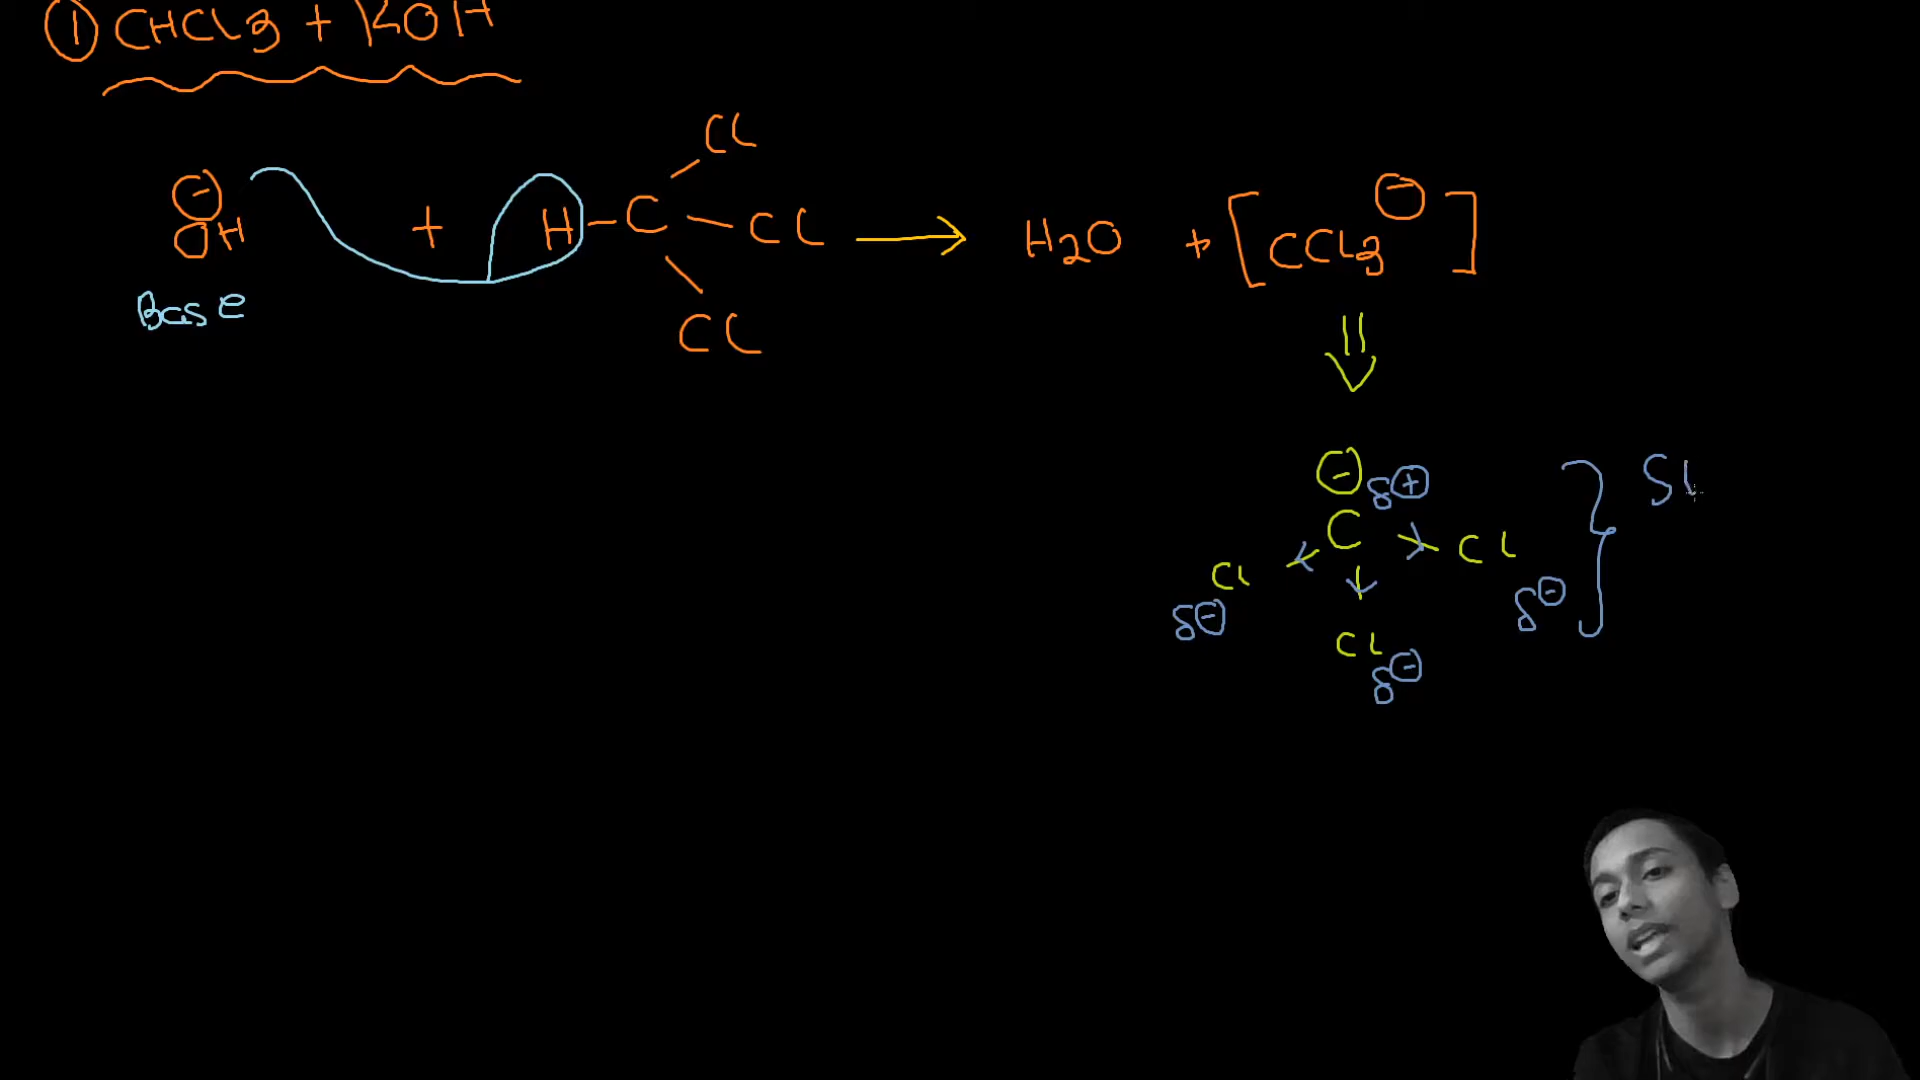 ① CHCl3 + KOH
Cl
⊖
OH + H - C - Cl → H2O + [CCl3⊖]
Base
Cl
⊖ δ⊕
C
Cl Cl
δ⊖ δ⊖
Cl
δ⊖